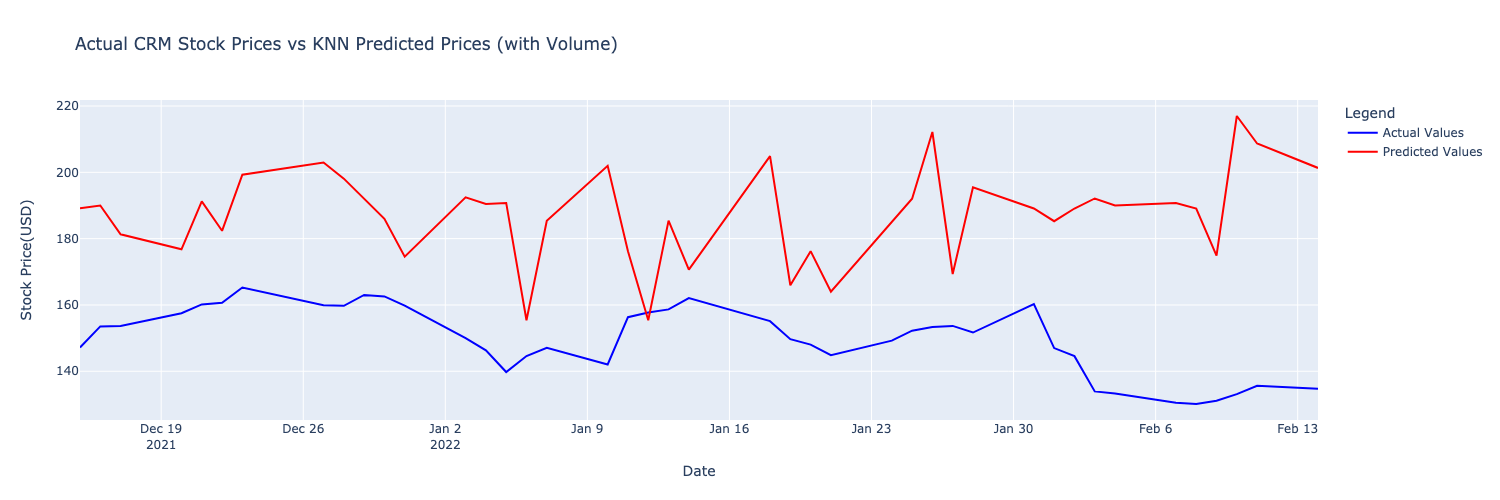 Actual CRM Stock Prices vs KNN Predicted Prices (with Volume)
Legend
Actual Values
Predicted Values
Stock Price(USD)
220
200
180
160
140
Dec 19
2021
Dec 26
Jan 2
2022
Jan 9
Jan 16
Jan 23
Jan 30
Feb 6
Feb 13
Date